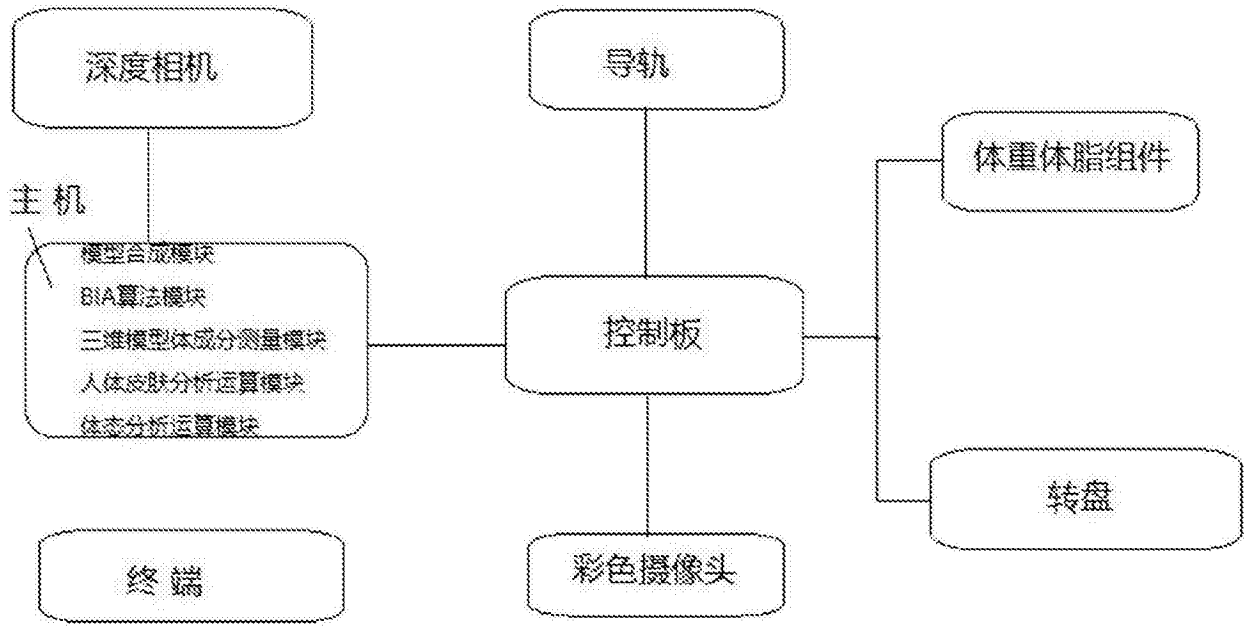 深度相机
导轨
体重体脂组件
主机
模型合成模块
BIA算法模块
三维模型体成分测量模块
人体皮肤分析运算模块
体态分析运算模块
控制板
转盘
终端
彩色摄像头